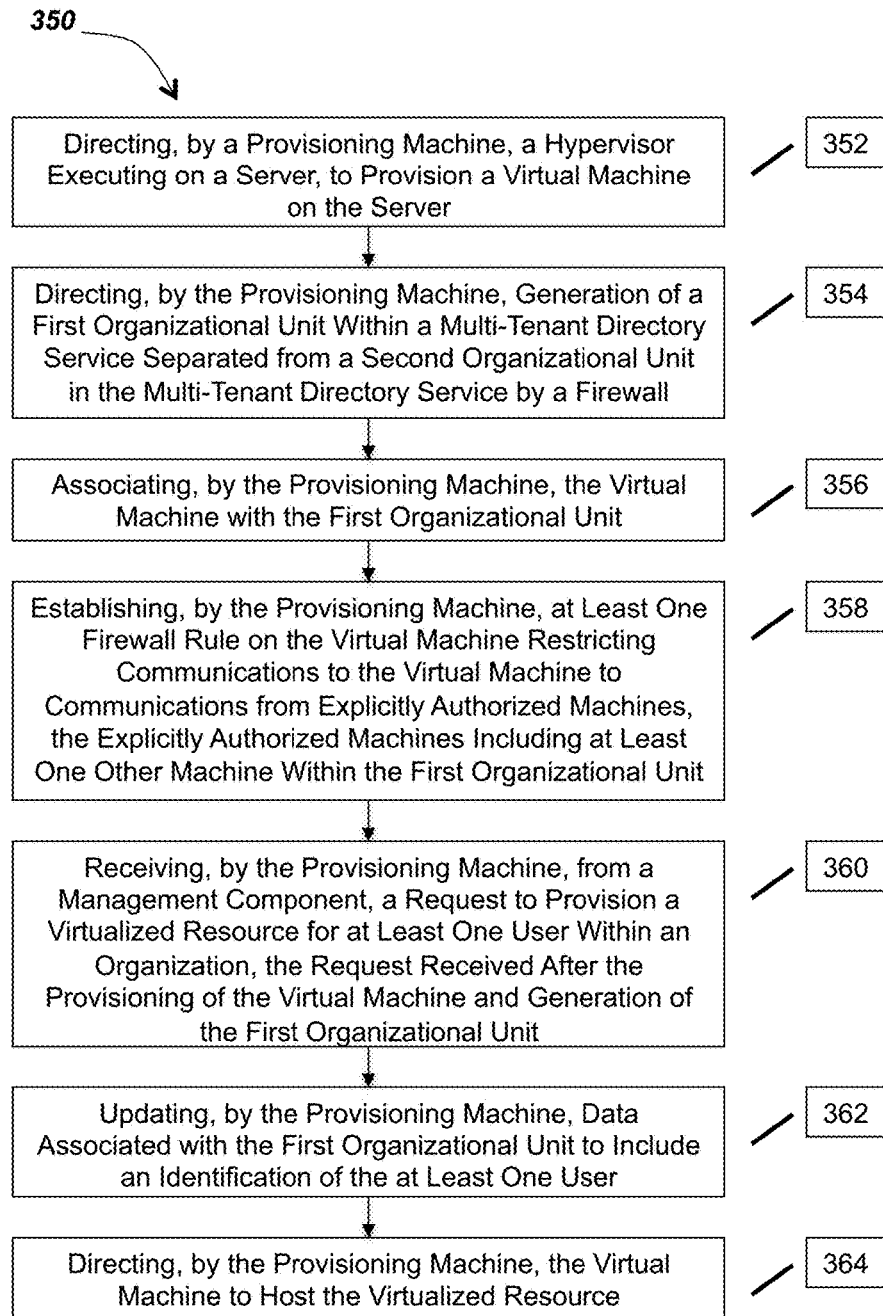 350
Directing, by a Provisioning Machine, a Hypervisor
Executing on a Server, to Provision a Virtual Machine
on the Server
352
Directing, by the Provisioning Machine, Generation of a
First Organizational Unit Within a Multi-Tenant Directory
Service Separated from a Second Organizational Unit
in the Multi-Tenant Directory Service by a Firewall
354
Associating, by the Provisioning Machine, the Virtual
Machine with the First Organizational Unit
356
Establishing, by the Provisioning Machine, at Least One
Firewall Rule on the Virtual Machine Restricting
Communications to the Virtual Machine to
Communications from Explicitly Authorized Machines,
the Explicitly Authorized Machines Including at Least
One Other Machine Within the First Organizational Unit
358
Receiving, by the Provisioning Machine, from a
Management Component, a Request to Provision a
Virtualized Resource for at Least One User Within an
Organization, the Request Received After the
Provisioning of the Virtual Machine and Generation of
the First Organizational Unit
360
Updating, by the Provisioning Machine, Data
Associated with the First Organizational Unit to Include
an Identification of the at Least One User
362
Directing, by the Provisioning Machine, the Virtual
Machine to Host the Virtualized Resource
364